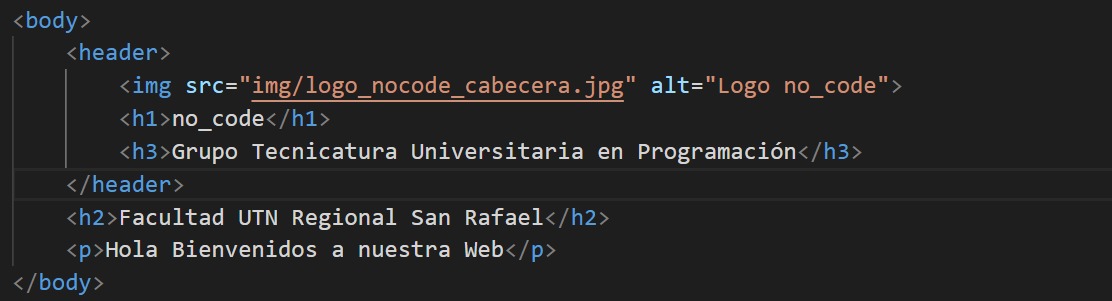 <body>
<header>
<img src="img/logo_nocode_cabecera.jpg" alt="Logo no_code">
<h1>no_code</h1>
<h3>Grupo Tecnicatura Universitaria en Programación</h3>
</header>
<h2>Facultad UTN Regional San Rafael</h2>
<p>Hola Bienvenidos a nuestra Web</p>
</body>